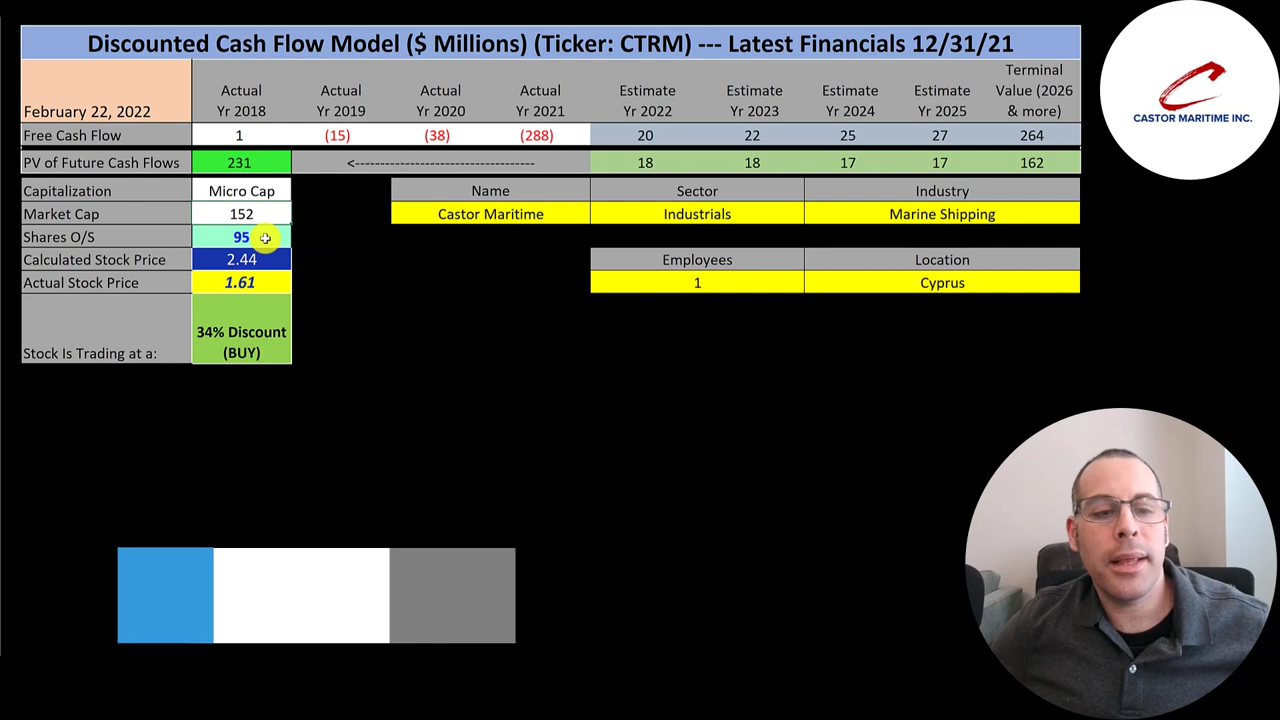 Discounted Cash Flow Model ($ Millions) (Ticker: CTRM) --- Latest Financials 12/31/21
February 22, 2022 Actual Yr 2018 Actual Yr 2019 Actual Yr 2020 Actual Yr 2021 Estimate Yr 2022 Estimate Yr 2023 Estimate Yr 2024 Estimate Yr 2025 Terminal Value (2026 & more)
Free Cash Flow 1 (15) (38) (288) 20 22 25 27 264
PV of Future Cash Flows 231 <----------------------------------- 18 18 17 17 162
Capitalization Micro Cap Name Sector Industry
Market Cap 152 Castor Maritime Industrials Marine Shipping
Shares O/S 95
Calculated Stock Price 2.44 Employees Location
Actual Stock Price 1.61 1 Cyprus
Stock Is Trading at a: 34% Discount (BUY)
CASTOR MARITIME INC.